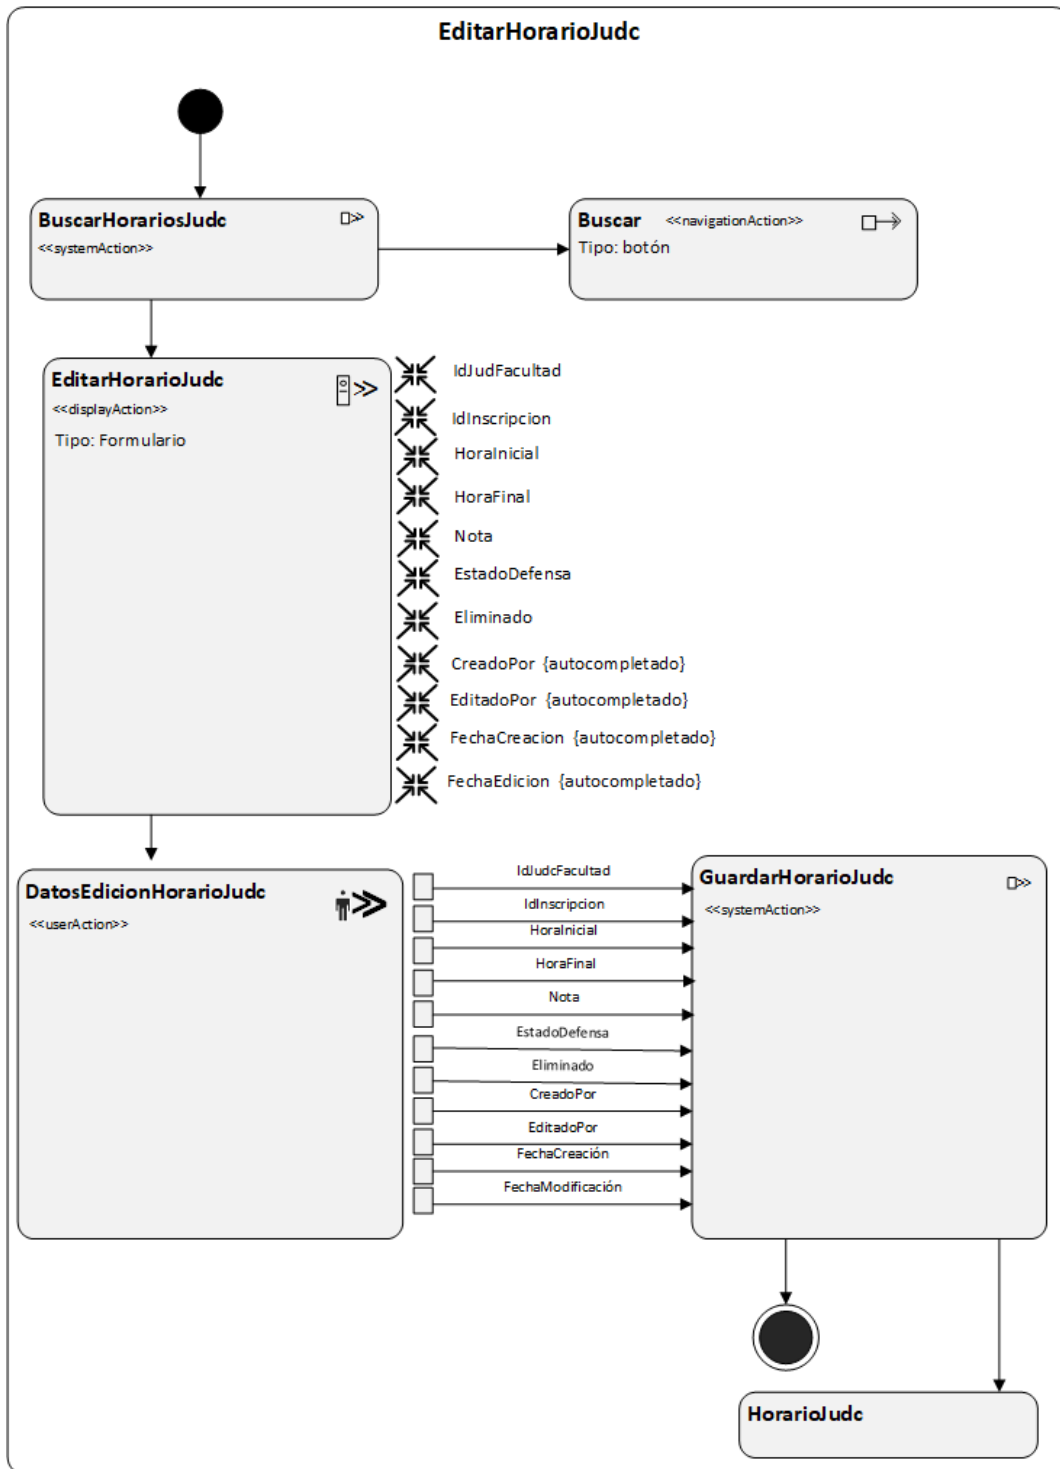 EditarHorarioJudc
BuscarHorariosJudc
<<systemAction>>
Buscar <<navigationAction>>
Tipo: botón
EditarHorarioJudc
<<displayAction>>
Tipo: Formulario
IdJudFacultad
IdInscripcion
HoraInicial
HoraFinal
Nota
EstadoDefensa
Eliminado
CreadoPor {autocompletado}
EditadoPor {autocompletado}
FechaCreacion {autocompletado}
FechaEdicion {autocompletado}
DatosEdicionHorarioJudc
<<userAction>>
IdJudcFacultad
IdInscripcion
HoraInicial
HoraFinal
Nota
EstadoDefensa
Eliminado
CreadoPor
EditadoPor
FechaCreación
FechaModificación
GuardarHorarioJudc
<<systemAction>>
HorarioJudc